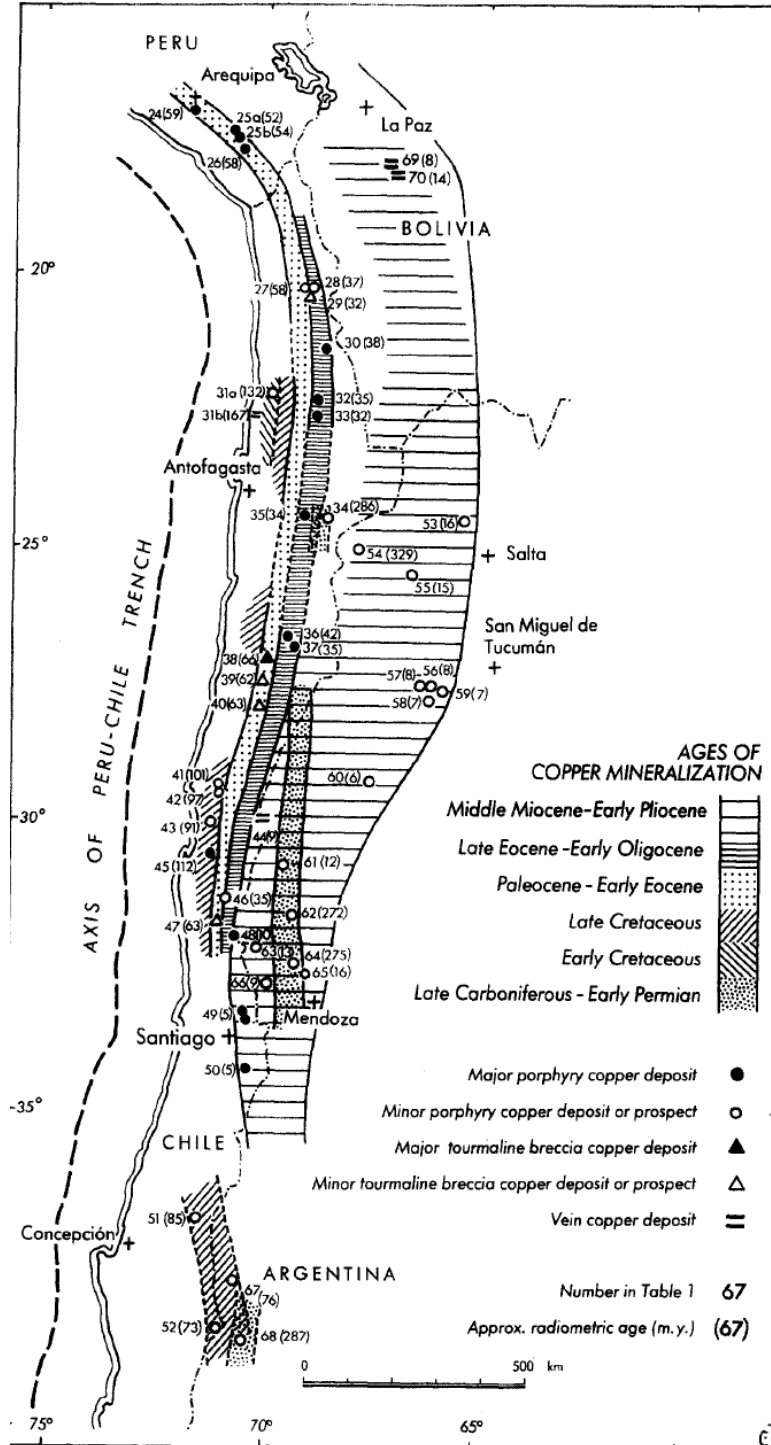 PERU
Arequipa
24(59)
25a(52)
25b(54)
26(58)
La Paz
69(8)
70(14)
BOLIVIA
20°
27(58)
28(37)
29(32)
30(38)
31a(132)
31b(167)
32(35)
33(32)
Antofagasta
35(34
34(286)
53(16)
54(329)
55(15)
25°
Salta
San Miguel de
Tucumán
36(42)
37(35)
38(66)
39(62)
40(63)
57(8)
56(8)
59(7)
58(7)
AXIS OF PERU-CHILE TRENCH
41(101)
42(97)
43(91)
44(9)
45(112)
60(6)
30°
61(12)
46(35)
47(63)
62(272)
64(275)
65(16)
66(9)
49(5)
Mendoza
Santiago
50(5)
-35°
CHILE
51(85)
Concepción
ARGENTINA
67
(76)
52(73)
68(287)
AGES OF
COPPER MINERALIZATION
Middle Miocene-Early Pliocene
Late Eocene-Early Oligocene
Paleocene-Early Eocene
Late Cretaceous
Early Cretaceous
Late Carboniferous-Early Permian
Major porphyry copper deposit
Minor porphyry copper deposit or prospect
Major tourmaline breccia copper deposit
Minor tourmaline breccia copper deposit or prospect
Vein copper deposit
Number in Table 1 67
Approx. radiometric age (m.y.) (67)
0 500
km
75° 70° 65°